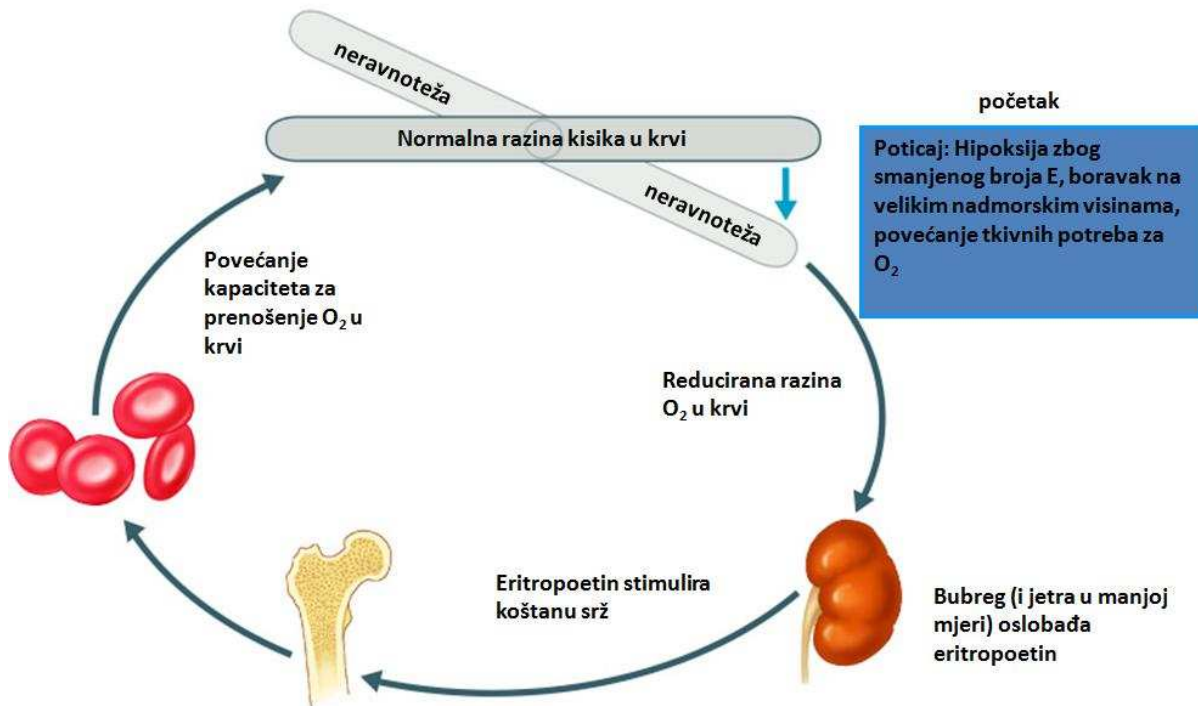 neravnoteža
Normalna razina kisika u krvi
neravnoteža
početak
Poticaj: Hipoksija zbog
smanjenog broja E, boravak na
velikim nadmorskim visinama,
povećanje tkivnih potreba za
O₂
Reducirana razina
O₂ u krvi
Bubreg (i jetra u manjoj
mjeri) oslobađa
eritropoetin
Eritropoetin stimulira
koštanu srž
Povećanje
kapaciteta za
prenošenje O₂ u
krvi